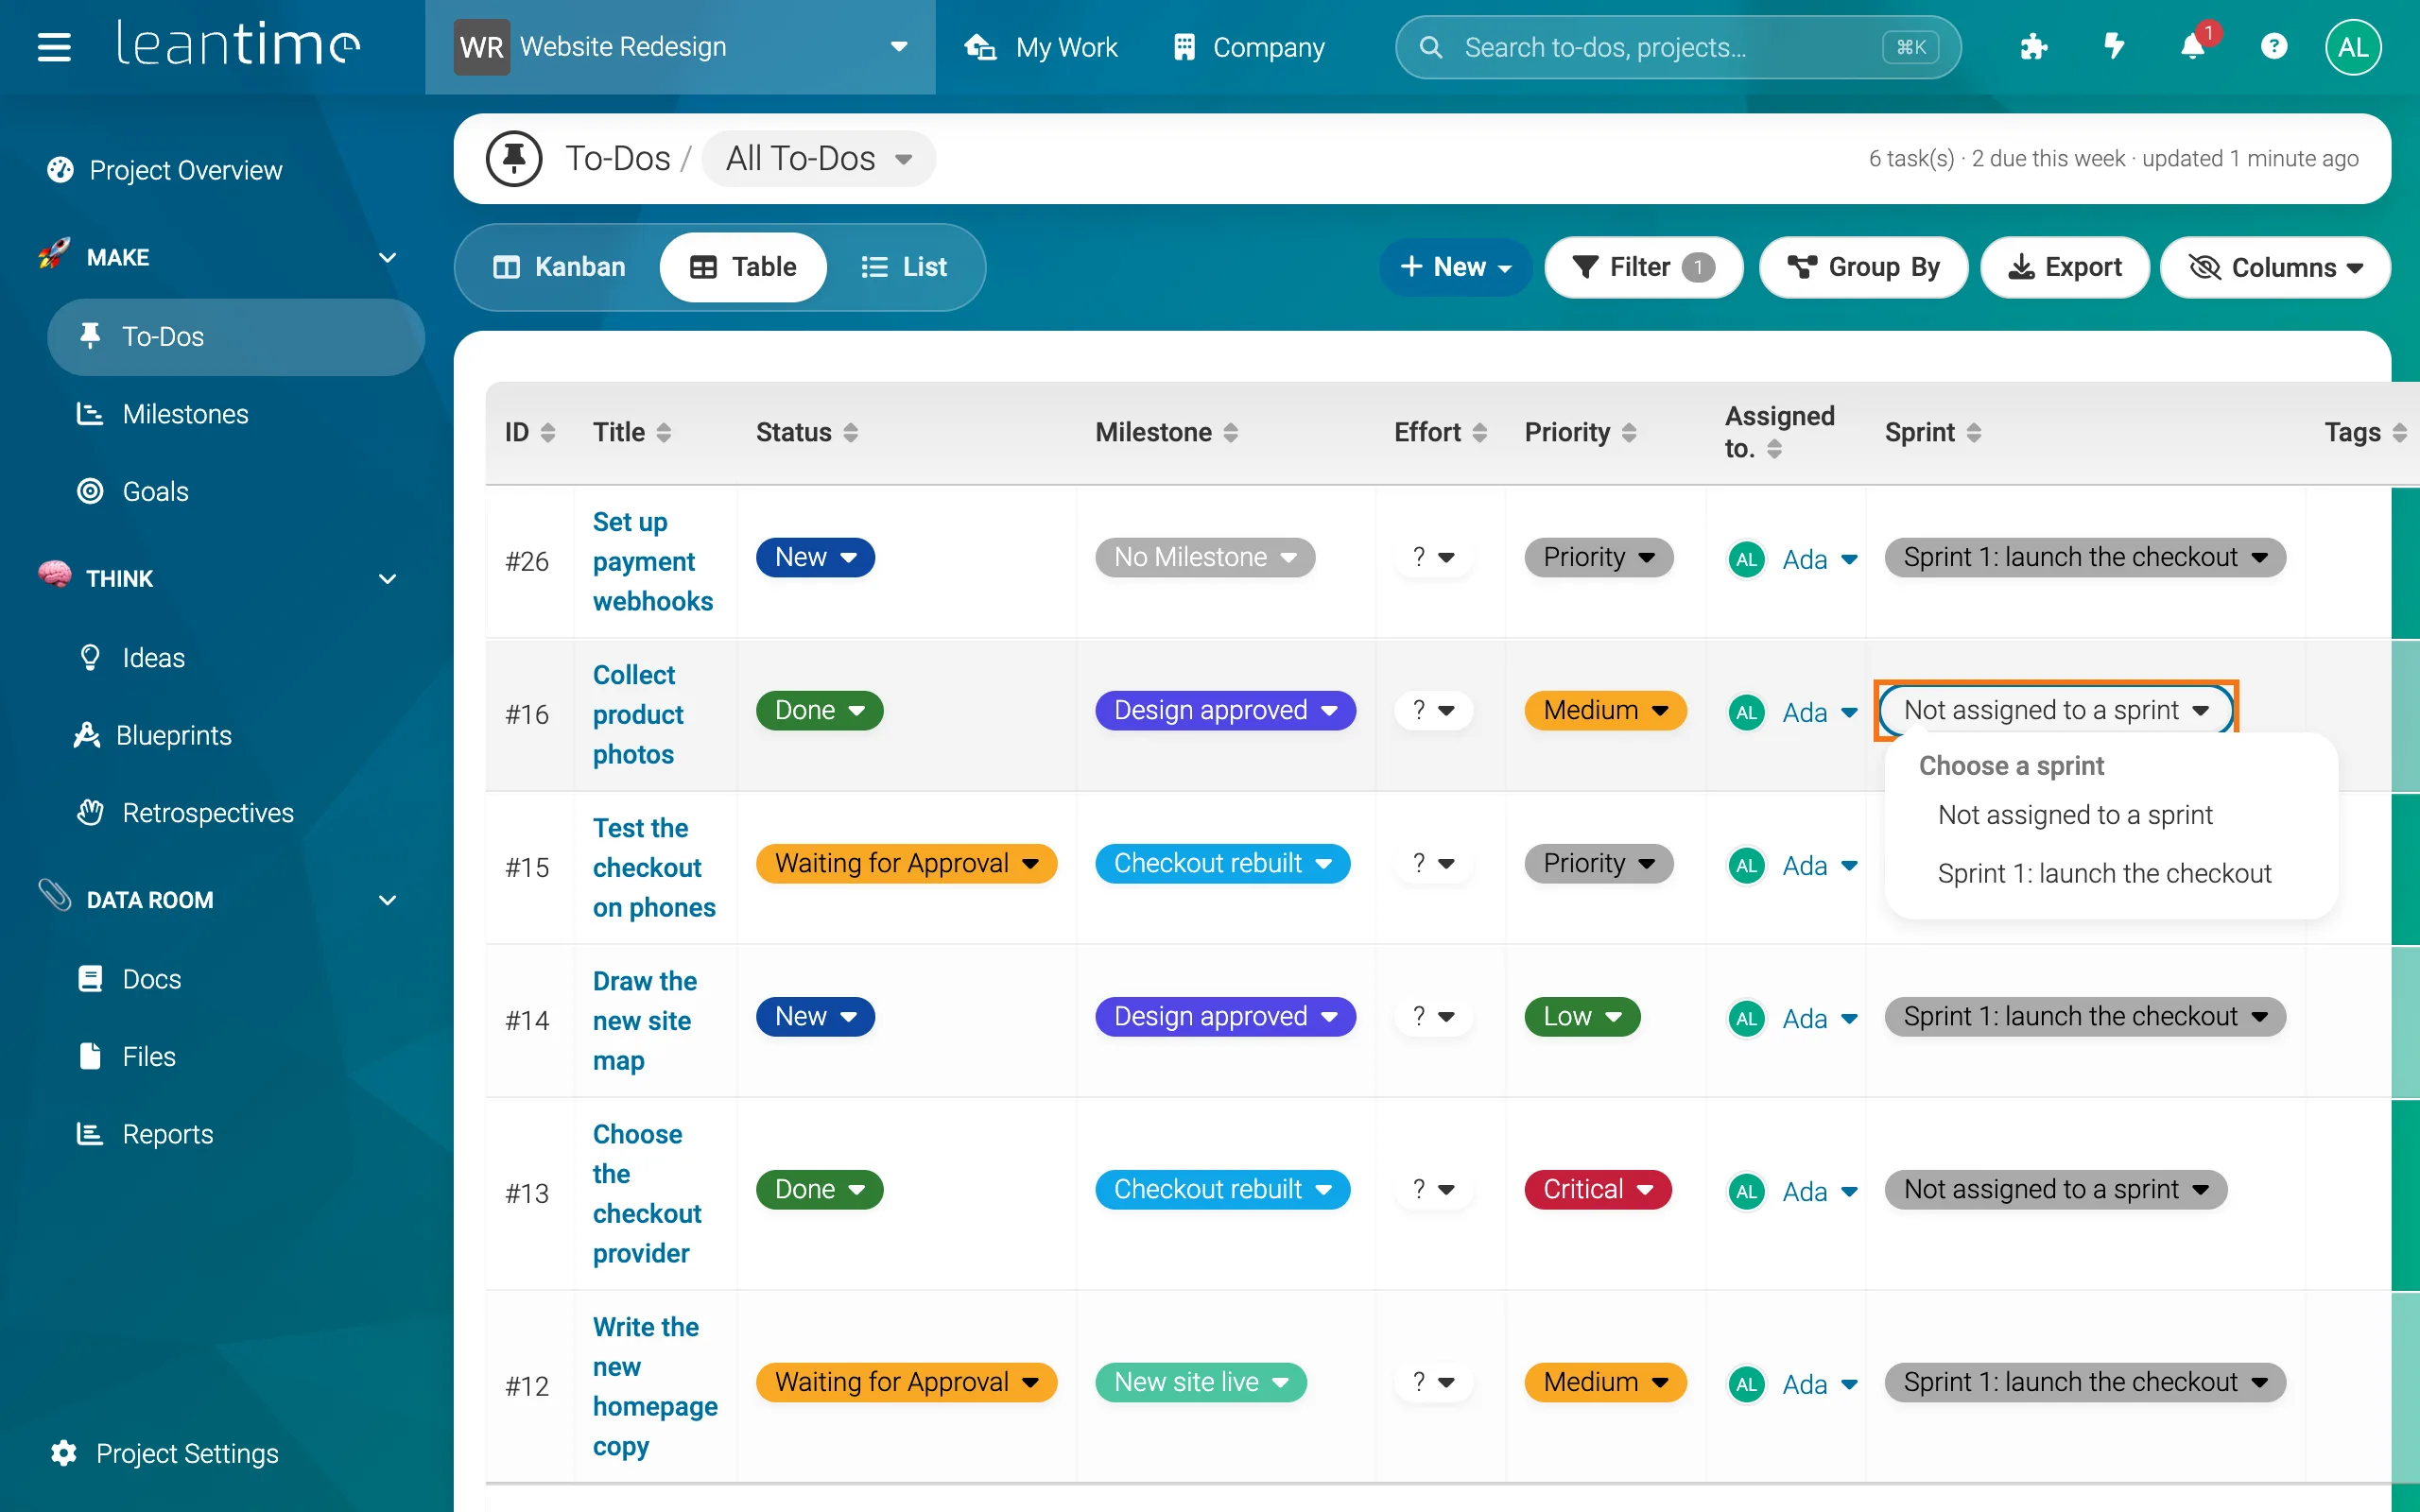 leantime
WR Website Redesign
My Work
Company
Search to-dos, projects...
⌘K
1
AL
Project Overview
MAKE
To-Dos
Milestones
Goals
THINK
Ideas
Blueprints
Retrospectives
DATA ROOM
Docs
Files
Reports
Project Settings
To-Dos / All To-Dos
6 task(s) · 2 due this week · updated 1 minute ago
Kanban
Table
List
+ New
Filter 1
Group By
Export
Columns
ID Title Status Milestone Effort Priority Assigned to. Sprint Tags
#26 Set up payment webhooks New No Milestone ? Priority AL Ada Sprint 1: launch the checkout
#16 Collect product photos Done Design approved ? Medium AL Ada Not assigned to a sprint
Choose a sprint
Not assigned to a sprint
Sprint 1: launch the checkout
#15 Test the checkout on phones Waiting for Approval Checkout rebuilt ? Priority AL Ada
#14 Draw the new site map New Design approved ? Low AL Ada Sprint 1: launch the checkout
#13 Choose the checkout provider Done Checkout rebuilt ? Critical AL Ada Not assigned to a sprint
#12 Write the new homepage copy Waiting for Approval New site live ? Medium AL Ada Sprint 1: launch the checkout